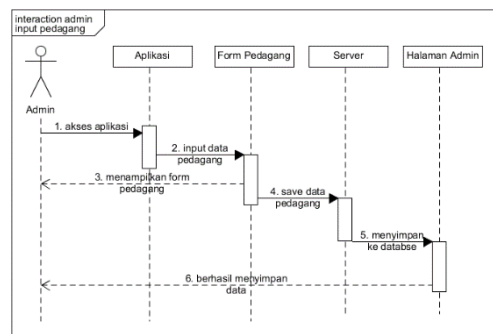 interaction admin
input pedagang
Aplikasi
Form Pedagang
Server
Halaman Admin
Admin
1. akses aplikasi
2. input data
pedagang
3. menampilkan form
pedagang
4. save data
pedagang
5. menyimpan
ke databse
6. berhasil menyimpan
data